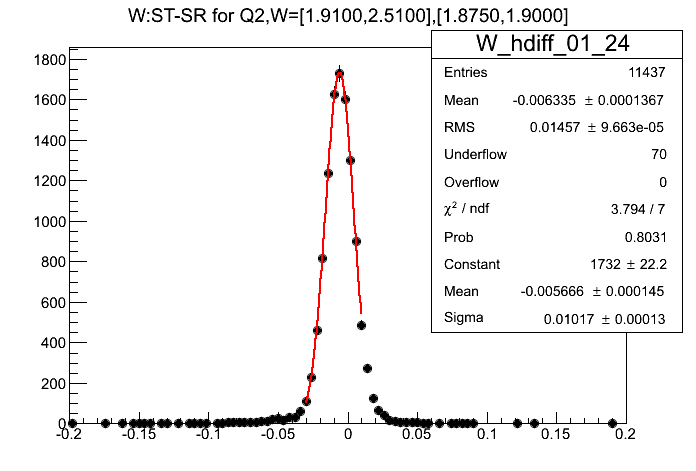 W:ST-SR for Q2,W=[1.9100,2.5100],[1.8750,1.9000]
W_hdiff_01_24
Entries 11437
Mean -0.006335 ± 0.0001367
RMS 0.01457 ± 9.663e-05
Underflow 70
Overflow 0
χ² / ndf 3.794 / 7
Prob 0.8031
Constant 1732 ± 22.2
Mean -0.005666 ± 0.000145
Sigma 0.01017 ± 0.00013
1800
1600
1400
1200
1000
800
600
400
200
0
-0.2 -0.15 -0.1 -0.05 0 0.05 0.1 0.15 0.2